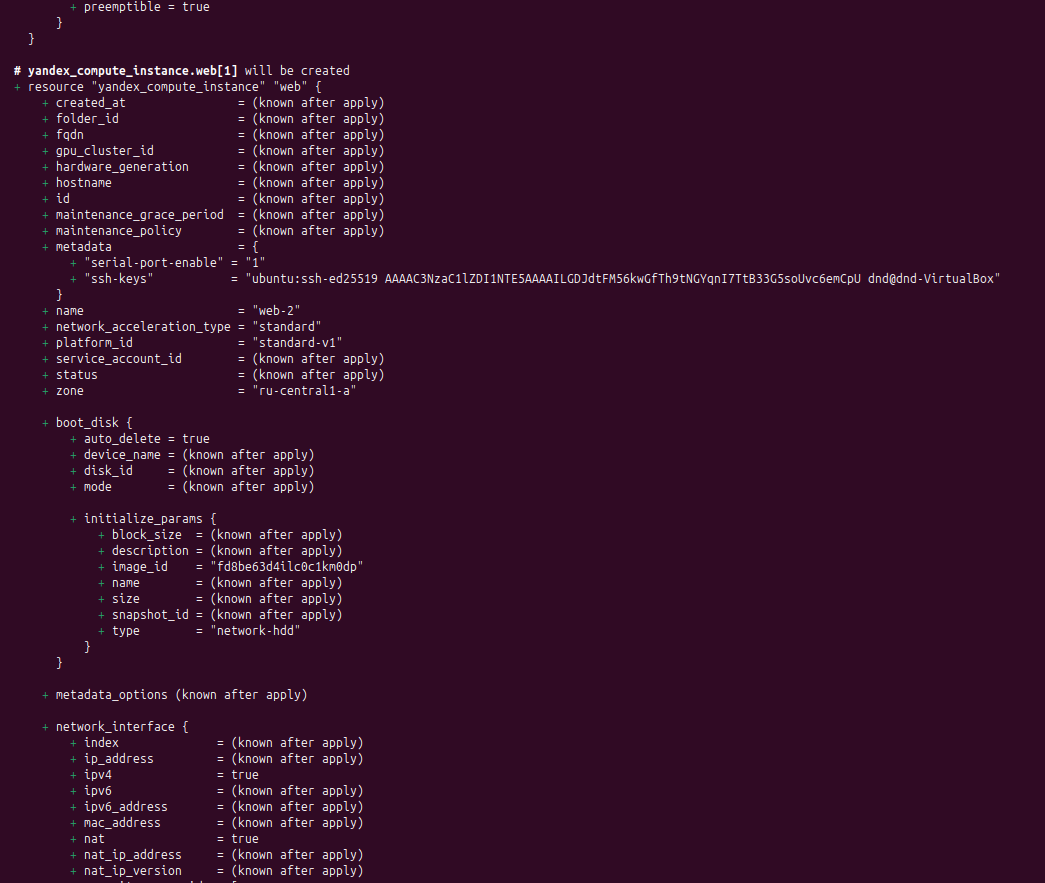 + preemptible = true
}
}
# yandex_compute_instance.web[1] will be created
+ resource "yandex_compute_instance" "web" {
+ created_at = (known after apply)
+ folder_id = (known after apply)
+ fqdn = (known after apply)
+ gpu_cluster_id = (known after apply)
+ hardware_generation = (known after apply)
+ hostname = (known after apply)
+ id = (known after apply)
+ maintenance_grace_period = (known after apply)
+ maintenance_policy = (known after apply)
+ metadata = {
+ "serial-port-enable" = "1"
+ "ssh-keys" = "ubuntu:ssh-ed25519 AAAAC3NzaC1lZDI1NTE5AAAAILGDJdtFM56kwGfTh9tNGYqnI7TtB33G5soUvc6emCpU dnd@dnd-VirtualBox"
}
+ name = "web-2"
+ network_acceleration_type = "standard"
+ platform_id = "standard-v1"
+ service_account_id = (known after apply)
+ status = (known after apply)
+ zone = "ru-central1-a"
+ boot_disk {
+ auto_delete = true
+ device_name = (known after apply)
+ disk_id = (known after apply)
+ mode = (known after apply)
+ initialize_params {
+ block_size = (known after apply)
+ description = (known after apply)
+ image_id = "fd8be63d4ilc0c1km0dp"
+ name = (known after apply)
+ size = (known after apply)
+ snapshot_id = (known after apply)
+ type = "network-hdd"
}
}
+ metadata_options (known after apply)
+ network_interface {
+ index = (known after apply)
+ ip_address = (known after apply)
+ ipv4 = true
+ ipv6 = (known after apply)
+ ipv6_address = (known after apply)
+ mac_address = (known after apply)
+ nat = true
+ nat_ip_address = (known after apply)
+ nat_ip_version = (known after apply)